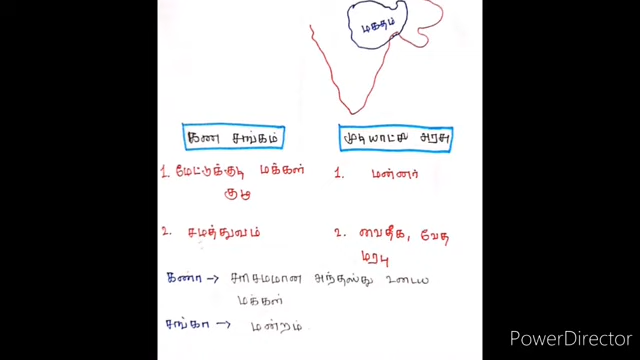 மகதம்
கண சங்கம்
முடியாட்சி அரசு
1. மேட்டுக்குடி மக்கள்
குழு
1. மன்னர்
2. சமத்துவம்
2. வைதீக, வேத
மரபு
கணா → சரிசமமான அந்தஸ்து உடைய
மக்கள்
சங்கா → மன்றம்.
PowerDirector